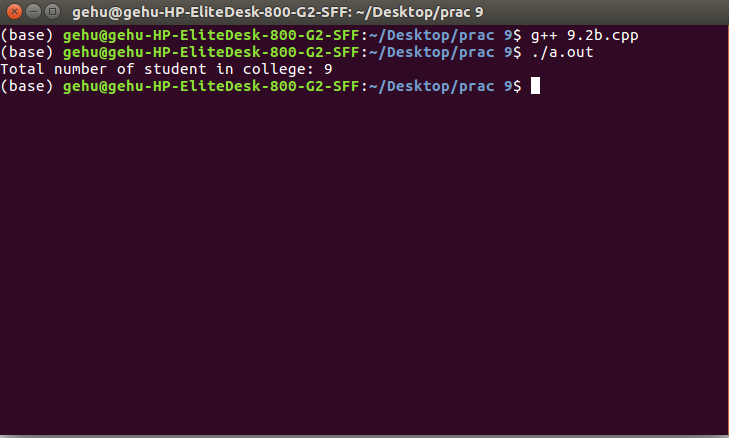 gehu@gehu-HP-EliteDesk-800-G2-SFF: ~/Desktop/prac 9
(base) gehu@gehu-HP-EliteDesk-800-G2-SFF:~/Desktop/prac 9$ g++ 9.2b.cpp
(base) gehu@gehu-HP-EliteDesk-800-G2-SFF:~/Desktop/prac 9$ ./a.out
Total number of student in college: 9
(base) gehu@gehu-HP-EliteDesk-800-G2-SFF:~/Desktop/prac 9$